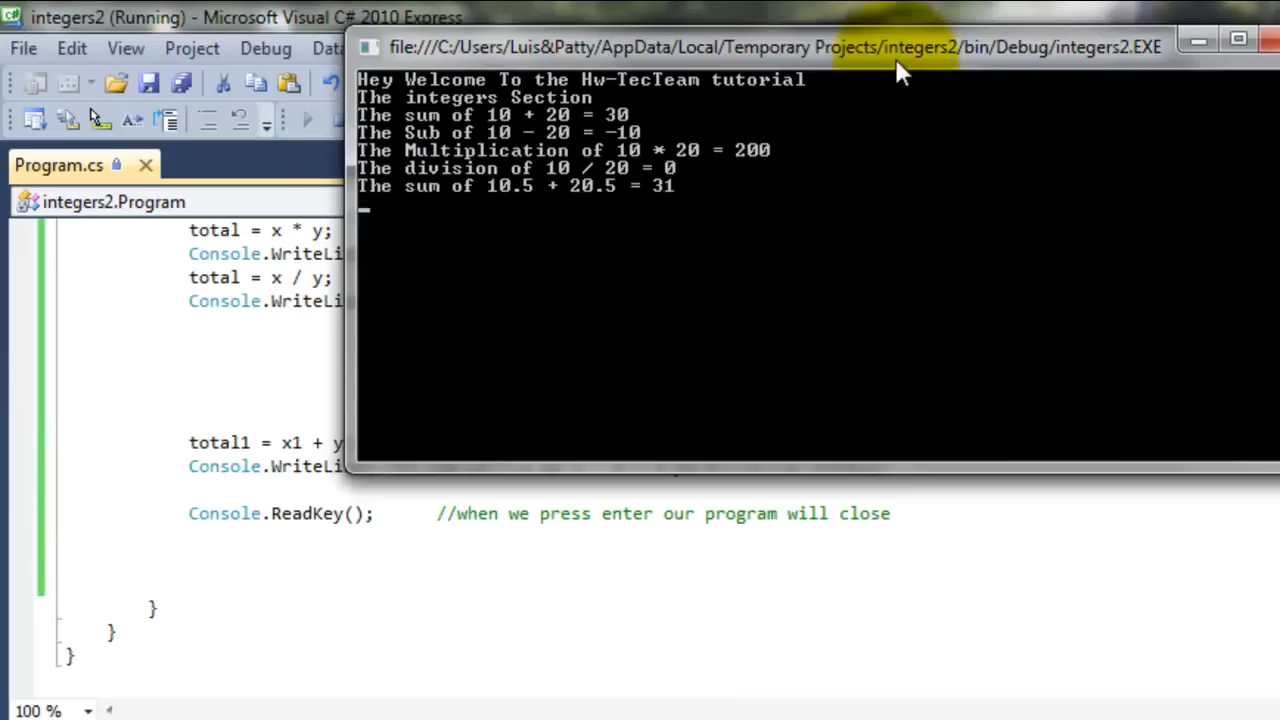 integers2 (Running) - Microsoft Visual C# 2010 Express
File Edit View Project Debug
file:///C:/Users/Luis&Patty/AppData/Local/Temporary Projects/integers2/bin/Debug/integers2.EXE
Hey Welcome To the Hw-TecTeam tutorial
The integers Section
The sum of 10 + 20 = 30
The Sub of 10 - 20 = -10
The Multiplication of 10 * 20 = 200
The division of 10 / 20 = 0
The sum of 10.5 + 20.5 = 31
Program.cs
integers2.Program
total = x * y;
Console.WriteLi
total = x / y;
Console.WriteLi
total1 = x1 + y
Console.WriteLi
Console.ReadKey(); //when we press enter our program will close
}
}
}
100 %